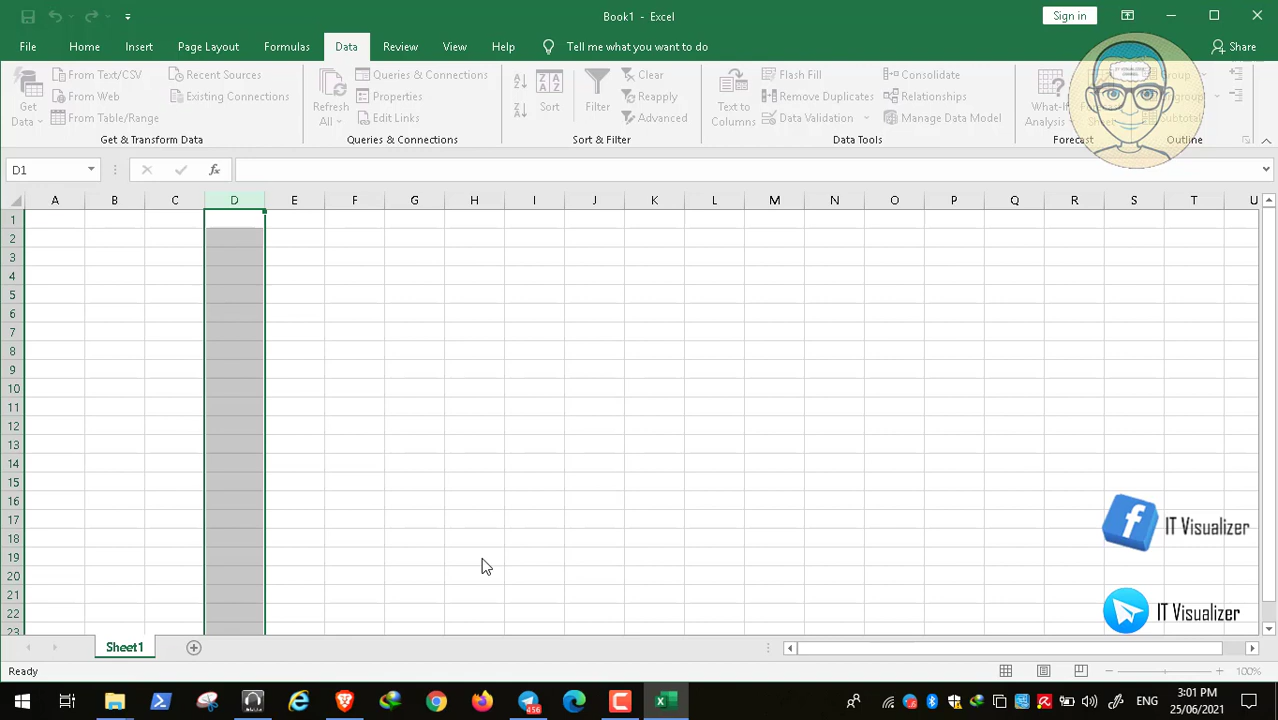 Book1 - Excel
Sign in
File Home Insert Page Layout Formulas Data Review View Help Tell me what you want to do Share
Get Data
From Text/CSV
From Web
From Table/Range
Recent Sources
Existing Connections
Get & Transform Data
Refresh All
Queries & Connections
Edit Links
Queries & Connections
Sort
Filter
Clear
Reapply
Advanced
Sort & Filter
Text to Columns
Flash Fill
Remove Duplicates
Data Validation
Consolidate
Relationships
Manage Data Model
Data Tools
What-If Analysis
Forecast
Outline
D1
fx
A B C D E F G H I J K L M N O P Q R S T U
1
2
3
4
5
6
7
8
9
10
11
12
13
14
15
16
17
18
19
20
21
22
23
IT Visualizer
IT Visualizer
Sheet1
Ready
100%
456
ENG
3:01 PM
25/06/2021